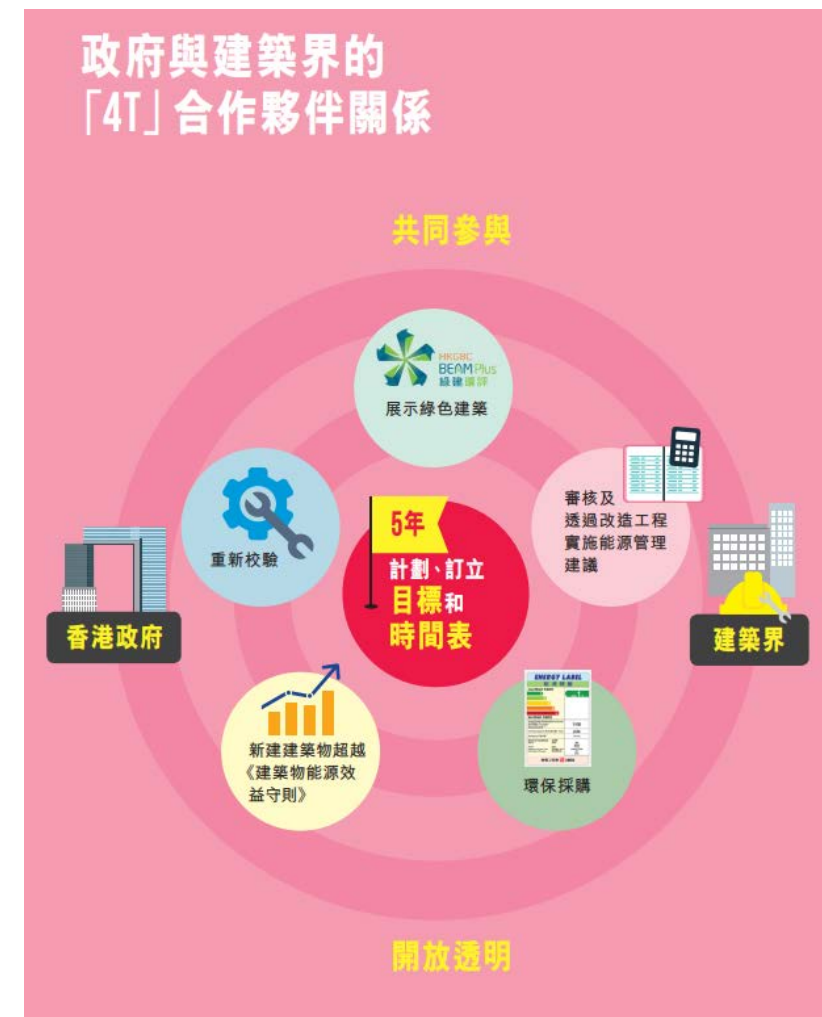 政府與建築界的
「4T」合作夥伴關係
共同參與
HKGBC
BEAM Plus
綠建環評
展示綠色建築
重新校驗
審核及
透過改造工程
實施能源管理
建議
5年
計劃、訂立
目標和
時間表
香港政府
建築界
新建建築物超越
《建築物能源效
益守則》
ENERGY LABEL
能源標籤
環保採購
開放透明